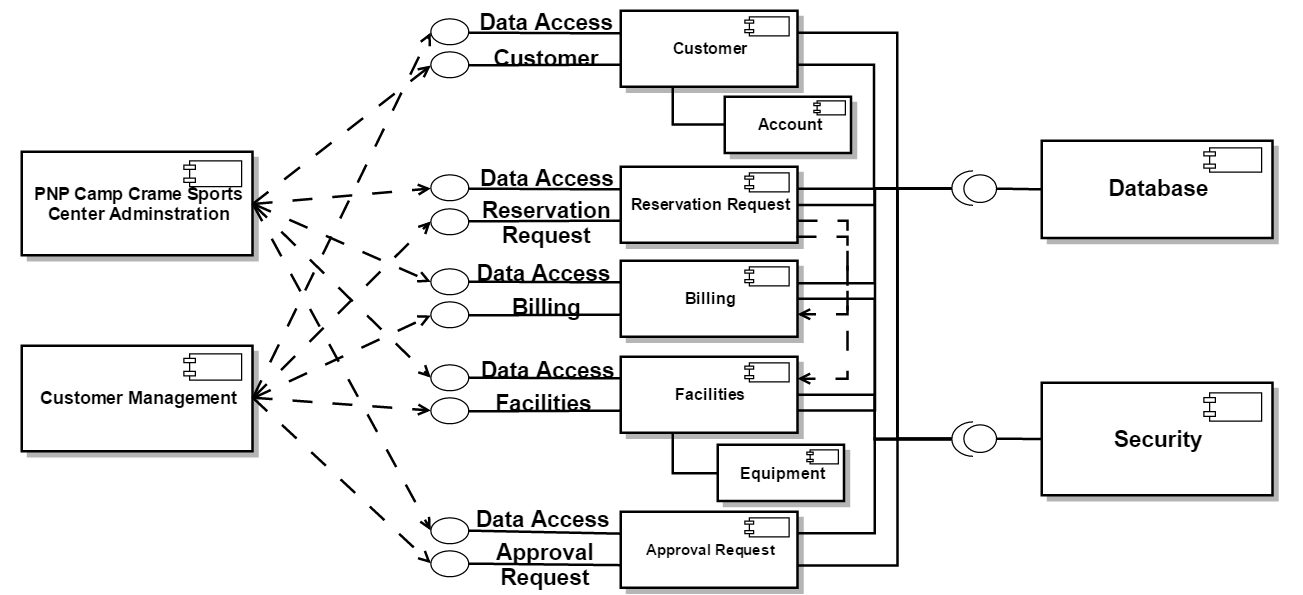 Data Access
Customer
Customer
Account
PNP Camp Crame Sports
Center Adminstration
Data Access
Reservation
Request
Reservation Request
Database
Data Access
Billing
Billing
Customer Management
Data Access
Facilities
Facilities
Security
Equipment
Data Access
Approval
Request
Approval Request